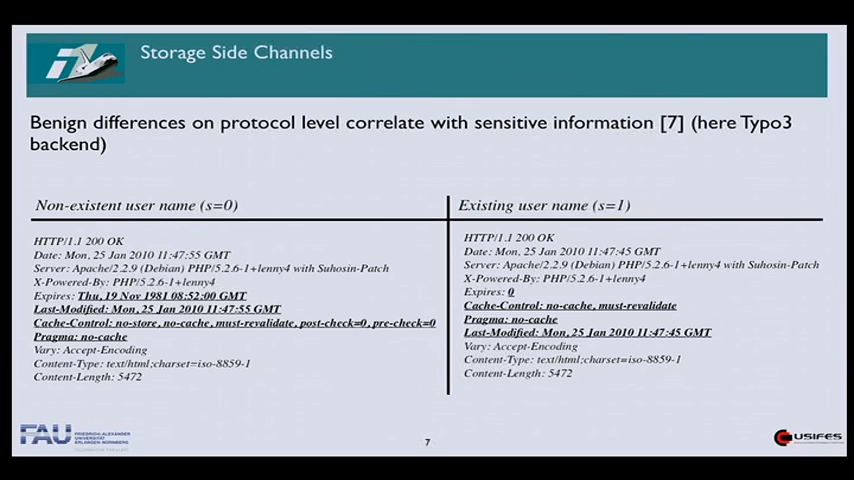 Storage Side Channels
Benign differences on protocol level correlate with sensitive information [7] (here Typo3
backend)
Non-existent user name (s=0)
HTTP/1.1 200 OK
Date: Mon, 25 Jan 2010 11:47:55 GMT
Server: Apache/2.2.9 (Debian) PHP/5.2.6-1+lenny4 with Suhosin-Patch
X-Powered-By: PHP/5.2.6-1+lenny4
Expires: Thu, 19 Nov 1981 08:52:00 GMT
Last-Modified: Mon, 25 Jan 2010 11:47:55 GMT
Cache-Control: no-store, no-cache, must-revalidate, post-check=0, pre-check=0
Pragma: no-cache
Vary: Accept-Encoding
Content-Type: text/html;charset=iso-8859-1
Content-Length: 5472
Existing user name (s=1)
HTTP/1.1 200 OK
Date: Mon, 25 Jan 2010 11:47:45 GMT
Server: Apache/2.2.9 (Debian) PHP/5.2.6-1+lenny4 with Suhosin-Patch
X-Powered-By: PHP/5.2.6-1+lenny4
Expires: 0
Cache-Control: no-cache, must-revalidate
Pragma: no-cache
Last-Modified: Mon, 25 Jan 2010 11:47:45 GMT
Vary: Accept-Encoding
Content-Type: text/html;charset=iso-8859-1
Content-Length: 5472
FAU
FRIEDRICH-ALEXANDER
UNIVERSITÄT
ERLANGEN-NÜRNBERG
7
CUSIFES